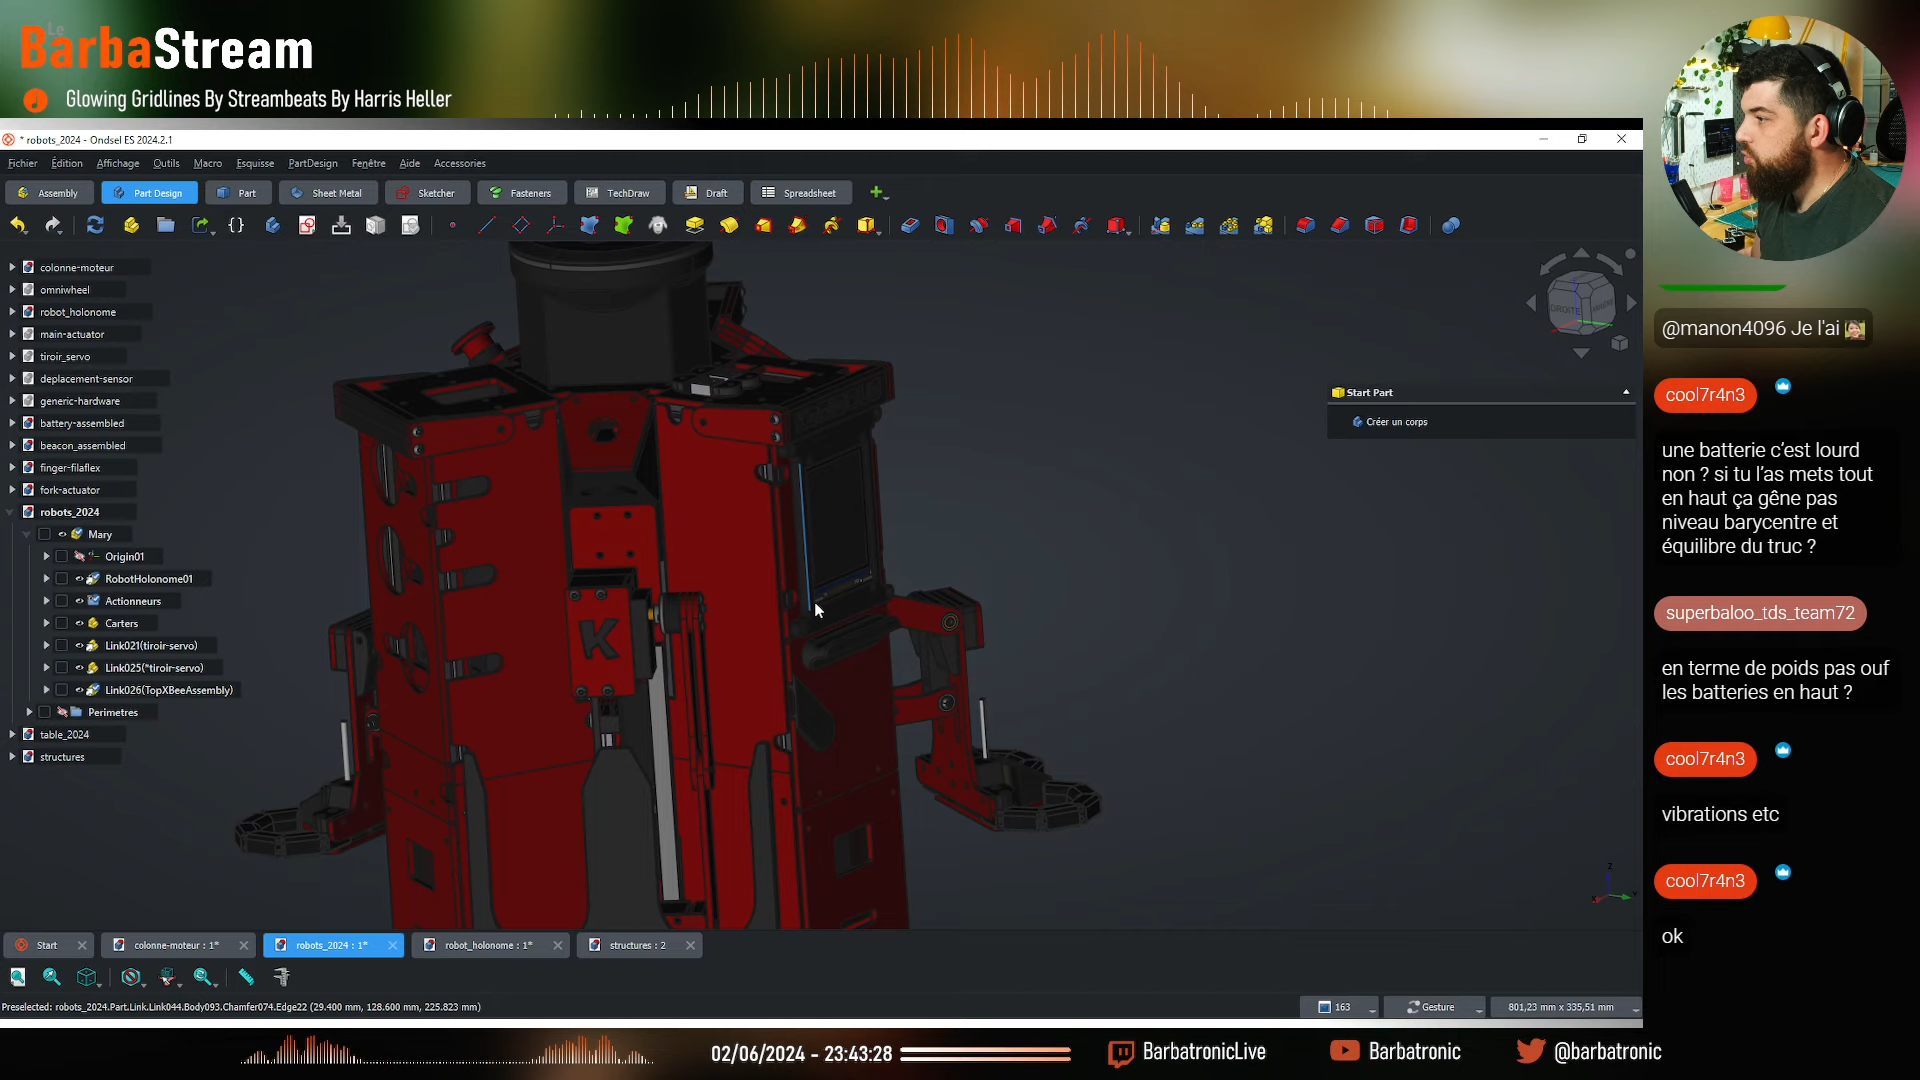 Le
BarbaStream
Glowing Gridlines By Streambeats By Harris Heller
* robots_2024 - Ondsel ES 2024.2.1
Fichier Édition Affichage Outils Macro Esquisse PartDesign Fenêtre Aide Accessories
Assembly Part Design Part Sheet Metal Sketcher Fasteners TechDraw Draft Spreadsheet
colonne-moteur
omniwheel
robot_holonome
main-actuator
tiroir_servo
deplacement-sensor
generic-hardware
battery-assembled
beacon_assembled
finger-filaflex
fork-actuator
robots_2024
Mary
Origin01
RobotHolonome01
Actionneurs
Carters
Link021(tiroir-servo)
Link025(*tiroir-servo)
Link026(TopXBeeAssembly)
Perimetres
table_2024
structures
K
DROITE
Start Part
Créer un corps
Z
Y
X
Start colonne-moteur : 1* robots_2024 : 1* robot_holonome : 1* structures : 2
Preselected: robots_2024.Part.Link.Link044.Body093.Chamfer074.Edge22 (29.400 mm, 128.600 mm, 225.823 mm)
163 Gesture 801,23 mm x 335,51 mm
@manon4096 Je l'ai
cool7r4n3
une batterie c’est lourd
non ? si tu l’as mets tout
en haut ça gêne pas
niveau barycentre et
équilibre du truc ?
superbaloo_tds_team72
en terme de poids pas ouf
les batteries en haut ?
cool7r4n3
vibrations etc
cool7r4n3
ok
02/06/2024 - 23:43:28 BarbatronicLive Barbatronic @barbatronic